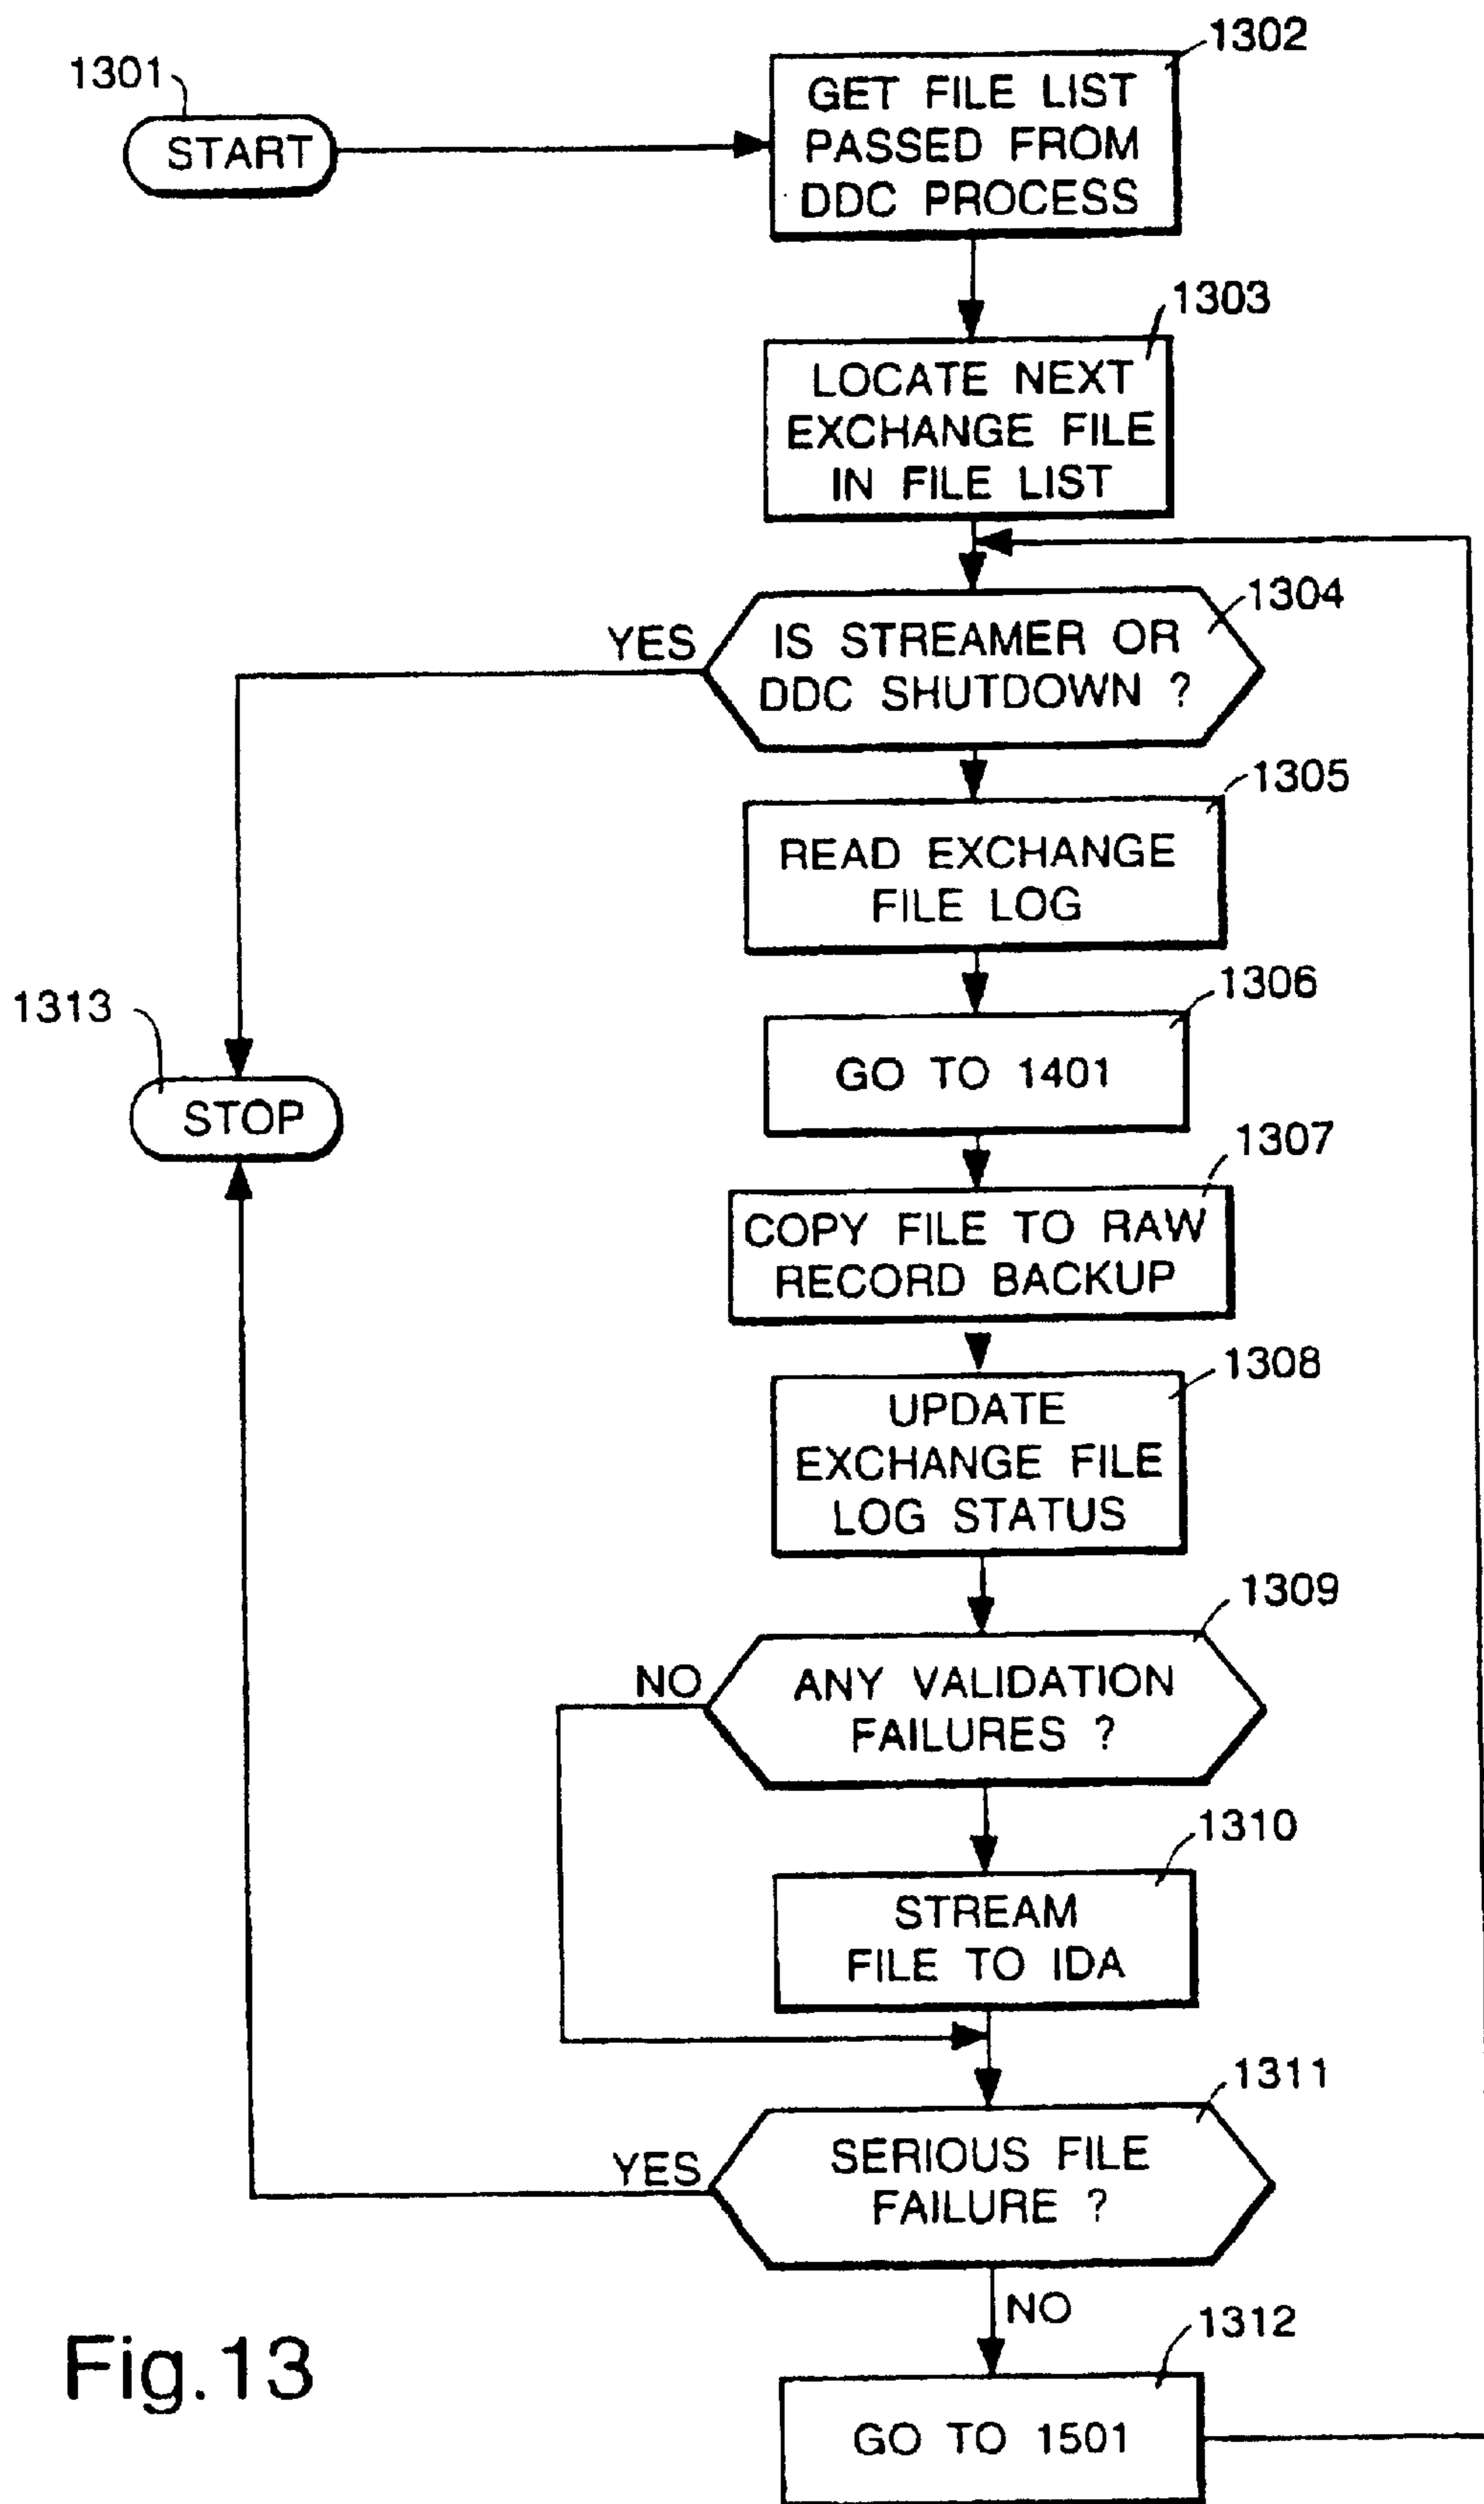 1301
START
1302
GET FILE LIST
PASSED FROM
DDC PROCESS
1303
LOCATE NEXT
EXCHANGE FILE
IN FILE LIST
1304
YES
IS STREAMER OR
DDC SHUTDOWN ?
1305
READ EXCHANGE
FILE LOG
1306
GO TO 1401
1313
STOP
1307
COPY FILE TO RAW
RECORD BACKUP
1308
UPDATE
EXCHANGE FILE
LOG STATUS
1309
NO
ANY VALIDATION
FAILURES ?
1310
STREAM
FILE TO IDA
1311
YES
SERIOUS FILE
FAILURE ?
NO
1312
GO TO 1501
Fig.13